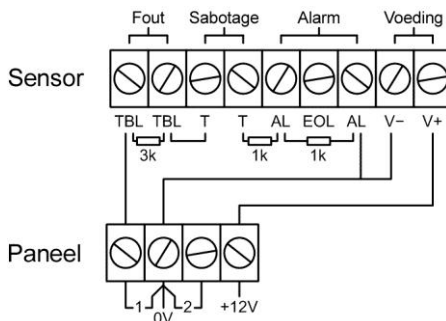 Fout Sabotage Alarm Voeding
Sensor
TBL TBL T T AL EOL AL V− V+
3k 1k 1k
Paneel
1 2 +12V
0V